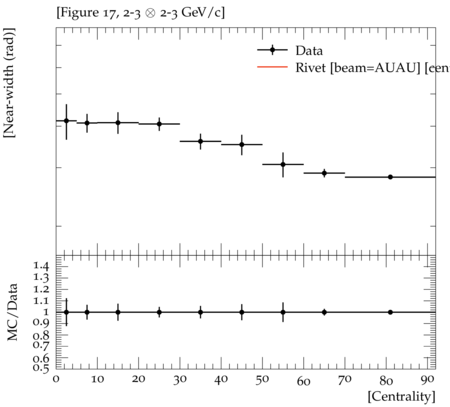 [Figure 17, 2-3 ⊗ 2-3 GeV/c]
[Near-width (rad)]
Data
Rivet [beam=AUAU] [cen
MC/Data
1.4
1.3
1.2
1.1
1
0.9
0.8
0.7
0.6
0.5
0 10 20 30 40 50 60 70 80 90
[Centrality]